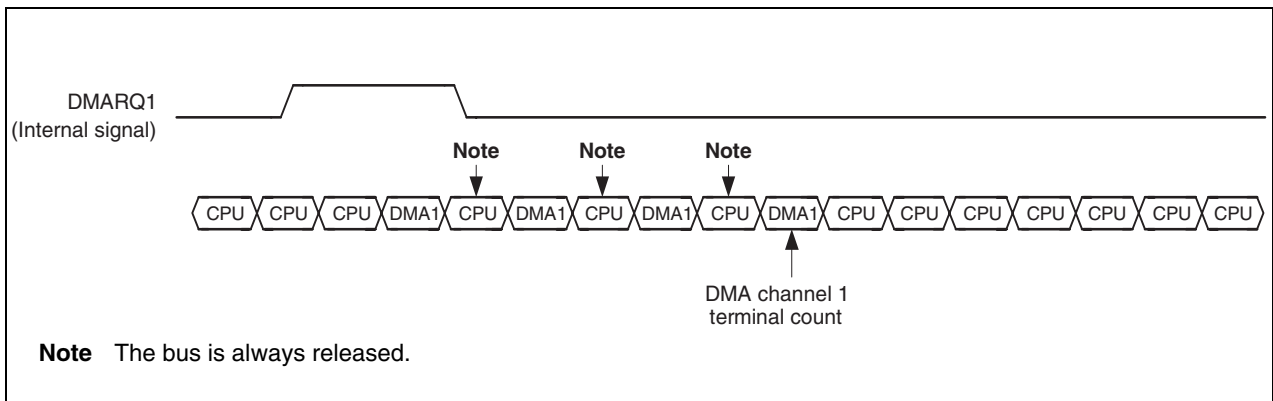 DMARQ1
(Internal signal)
Note Note Note
CPU CPU CPU DMA1 CPU DMA1 CPU DMA1 CPU DMA1 CPU CPU CPU CPU CPU CPU CPU
DMA channel 1
terminal count
Note The bus is always released.